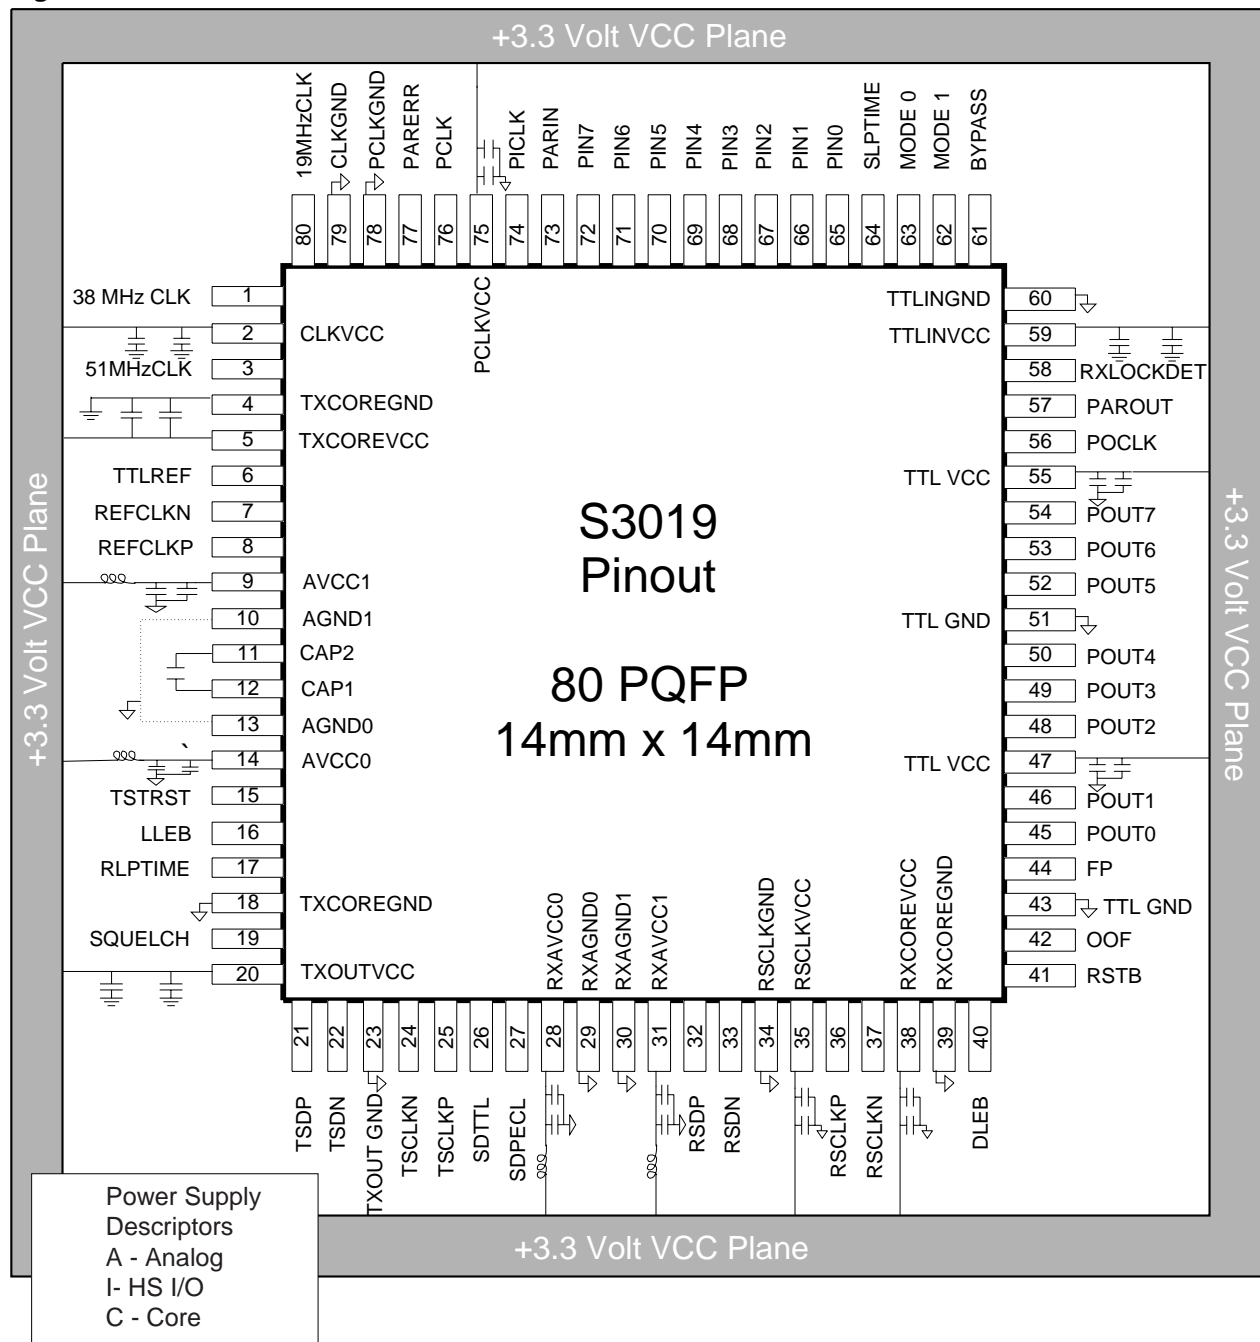 +3.3 Volt VCC Plane
19MHzCLK
CLKGND
PCLKGND
PARERR
PCLK
PICLK
PARIN
PIN7
PIN6
PIN5
PIN4
PIN3
PIN2
PIN1
PIN0
SLPTIME
MODE 0
MODE 1
BYPASS
80
79
78
77
76
75
74
73
72
71
70
69
68
67
66
65
64
63
62
61
PCLKVCC
+3.3 Volt VCC Plane
38 MHz CLK 1
2 CLKVCC
51MHzCLK 3
4 TXCOREGND
5 TXCOREVCC
TTLREF 6
REFCLKN 7
REFCLKP 8
9 AVCC1
10 AGND1
11 CAP2
12 CAP1
13 AGND0
14 AVCC0
TSTRST 15
LLEB 16
RLPTIME 17
18 TXCOREGND
SQUELCH 19
20 TXOUTVCC
S3019
Pinout
80 PQFP
14mm x 14mm
TTLINGND 60
TTLINVCC 59
58 RXLOCKDET
57 PAROUT
56 POCLK
TTL VCC 55
54 POUT7
53 POUT6
52 POUT5
TTL GND 51
50 POUT4
49 POUT3
48 POUT2
TTL VCC 47
46 POUT1
45 POUT0
44 FP
43 TTL GND
42 OOF
41 RSTB
+3.3 Volt VCC Plane
RXAVCC0
RXAGND0
RXAGND1
RXAVCC1
RSCLKGND
RSCLKVCC
RXCOREVCC
RXCOREGND
21
22
23
24
25
26
27
28
29
30
31
32
33
34
35
36
37
38
39
40
TSDP
TSDN
TXOUT GND
TSCLKN
TSCLKP
SDTTL
SDPECL
RSDP
RSDN
RSCLKP
RSCLKN
DLEB
+3.3 Volt VCC Plane
Power Supply
Descriptors
A - Analog
I- HS I/O
C - Core